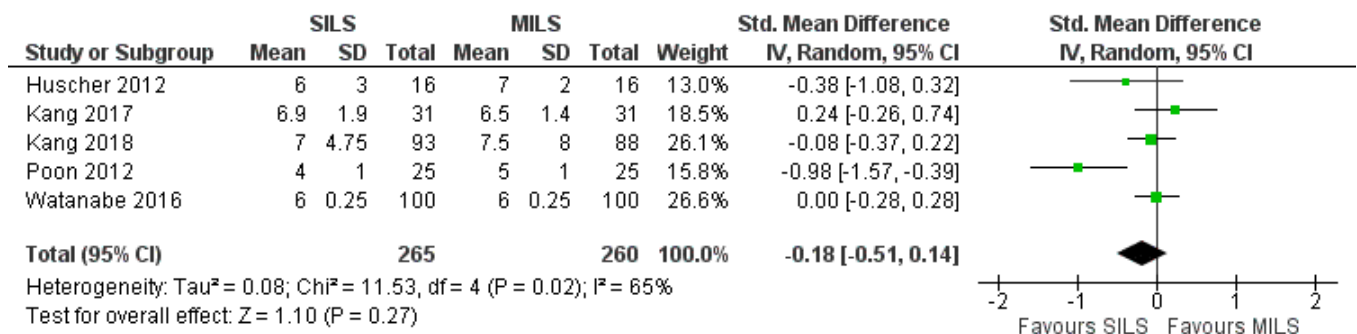 SILS MILS Std. Mean Difference Std. Mean Difference
Study or Subgroup Mean SD Total Mean SD Total Weight IV, Random, 95% CI IV, Random, 95% CI
Huscher 2012 6 3 16 7 2 16 13.0% -0.38 [-1.08, 0.32]
Kang 2017 6.9 1.9 31 6.5 1.4 31 18.5% 0.24 [-0.26, 0.74]
Kang 2018 7 4.75 93 7.5 8 88 26.1% -0.08 [-0.37, 0.22]
Poon 2012 4 1 25 5 1 25 15.8% -0.98 [-1.57, -0.39]
Watanabe 2016 6 0.25 100 6 0.25 100 26.6% 0.00 [-0.28, 0.28]
Total (95% CI) 265 260 100.0% -0.18 [-0.51, 0.14]
Heterogeneity: Tau² = 0.08; Chi² = 11.53, df = 4 (P = 0.02); I² = 65%
Test for overall effect: Z = 1.10 (P = 0.27)
-2 -1 0 1 2
Favours SILS Favours MILS